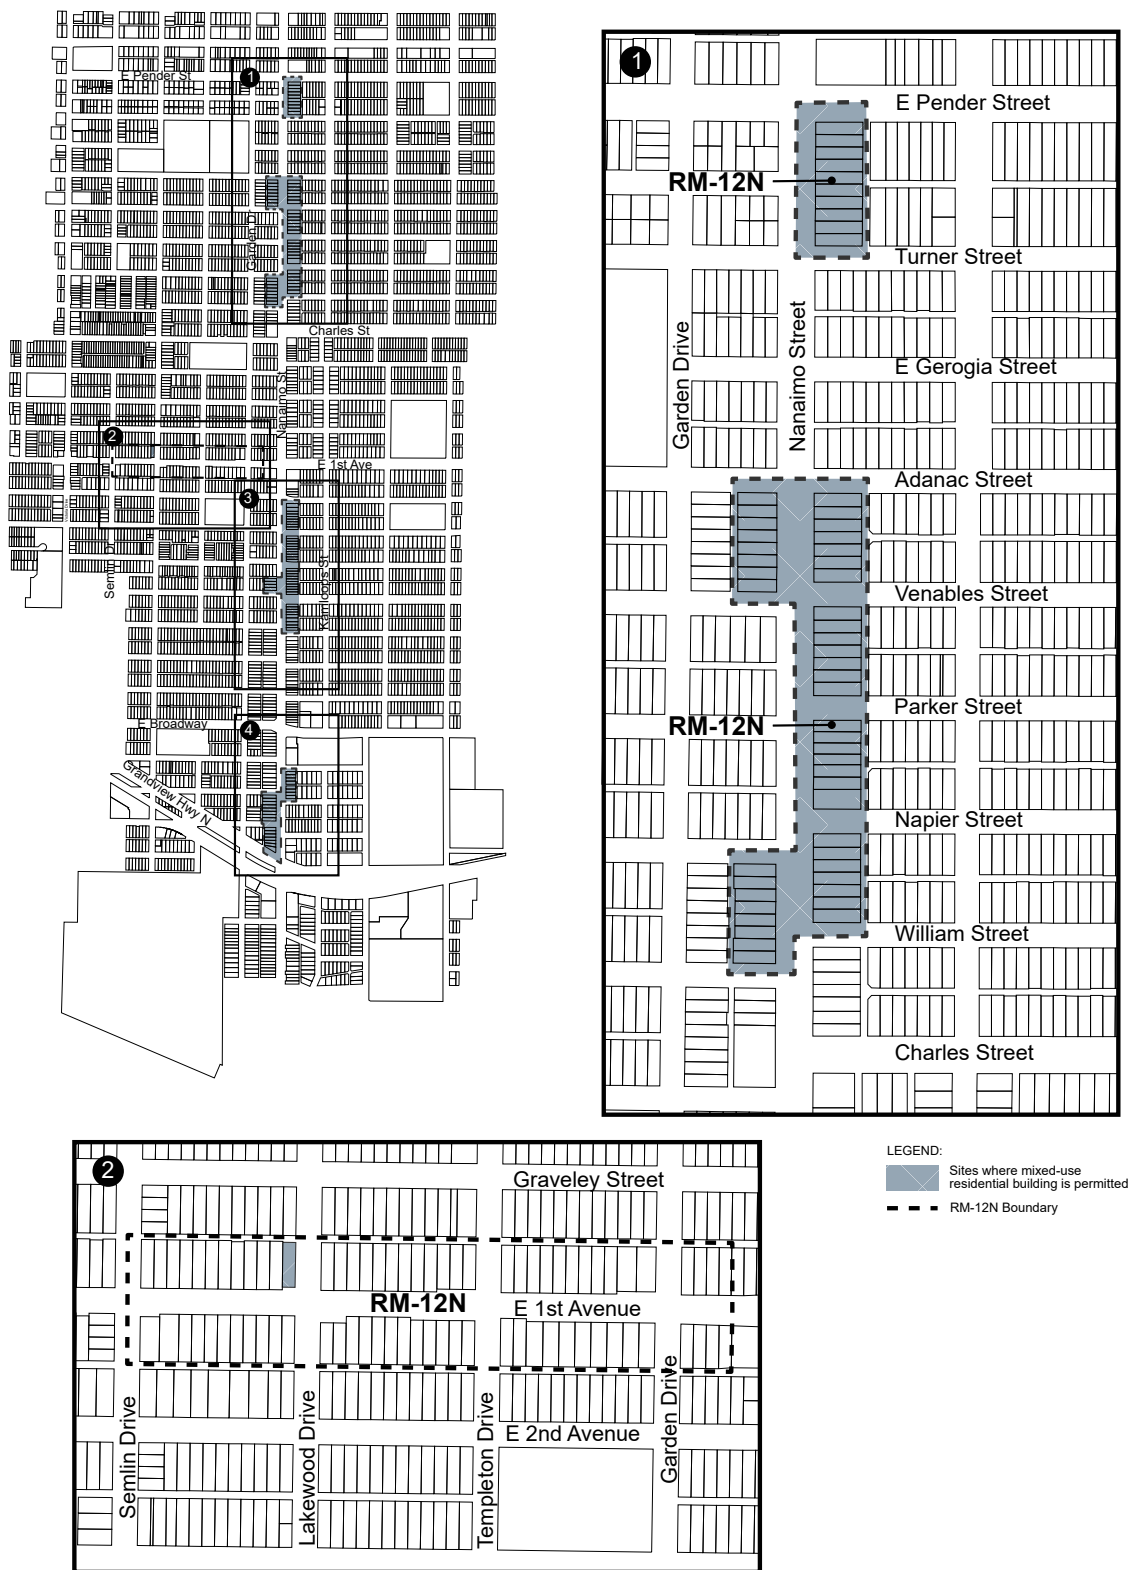 E Pender St
1
Garden Dr
Charles St
Nanaimo St
2
E 1st Ave
3
Semlin Dr
Kamloops St
E Broadway
4
Grandview Hwy N
1
E Pender Street
RM-12N
Turner Street
Garden Drive
Nanaimo Street
E Gerogia Street
Adanac Street
Venables Street
Parker Street
RM-12N
Napier Street
William Street
Charles Street
2
Graveley Street
RM-12N
E 1st Avenue
Semlin Drive
Lakewood Drive
Templeton Drive
E 2nd Avenue
Garden Drive
LEGEND:
Sites where mixed-use
residential building is permitted
RM-12N Boundary